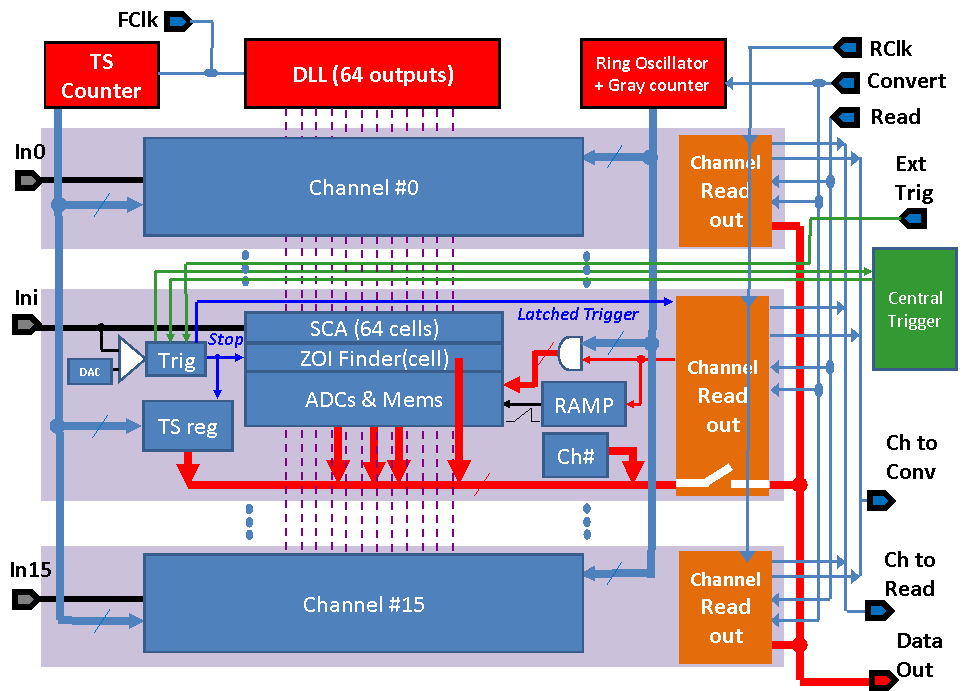 FClk
TS
Counter
DLL (64 outputs)
Ring Oscillator
+ Gray counter
RClk
Convert
Read
In0
Channel #0
Channel
Read
out
Ext
Trig
Ini
SCA (64 cells)
Latched Trigger
Central
Trigger
Stop
Trig
ZOI Finder(cell)
DAC
ADCs & Mems
RAMP
Channel
Read
out
TS reg
Ch#
Ch to
Conv
In15
Channel #15
Channel
Read
out
Ch to
Read
Data
Out